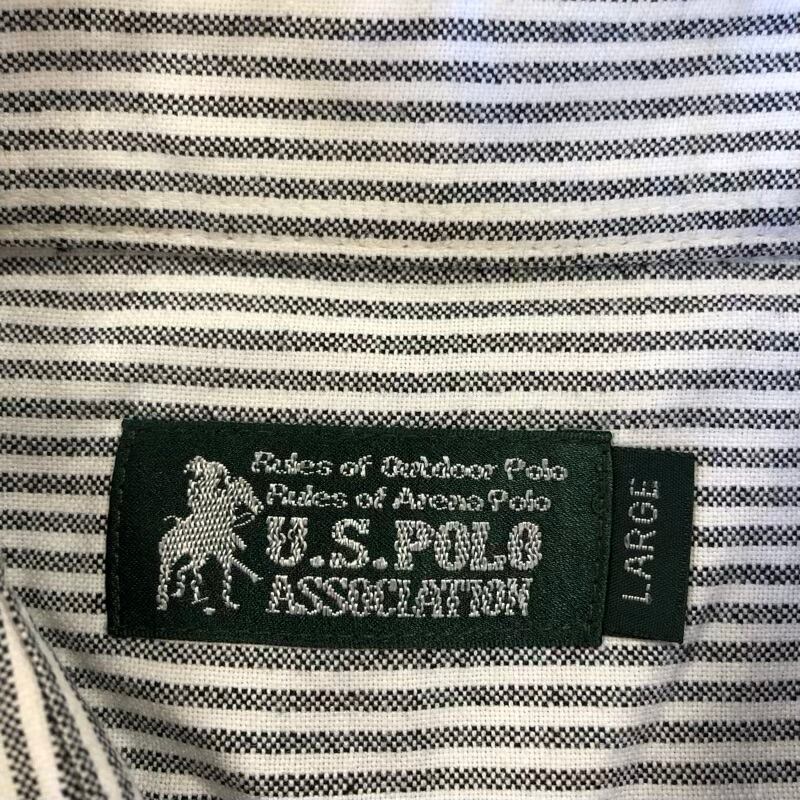 Rules of Outdoor Polo
Rules of Arena Polo
U.S. POLO
ASSOCIATION
LARGE